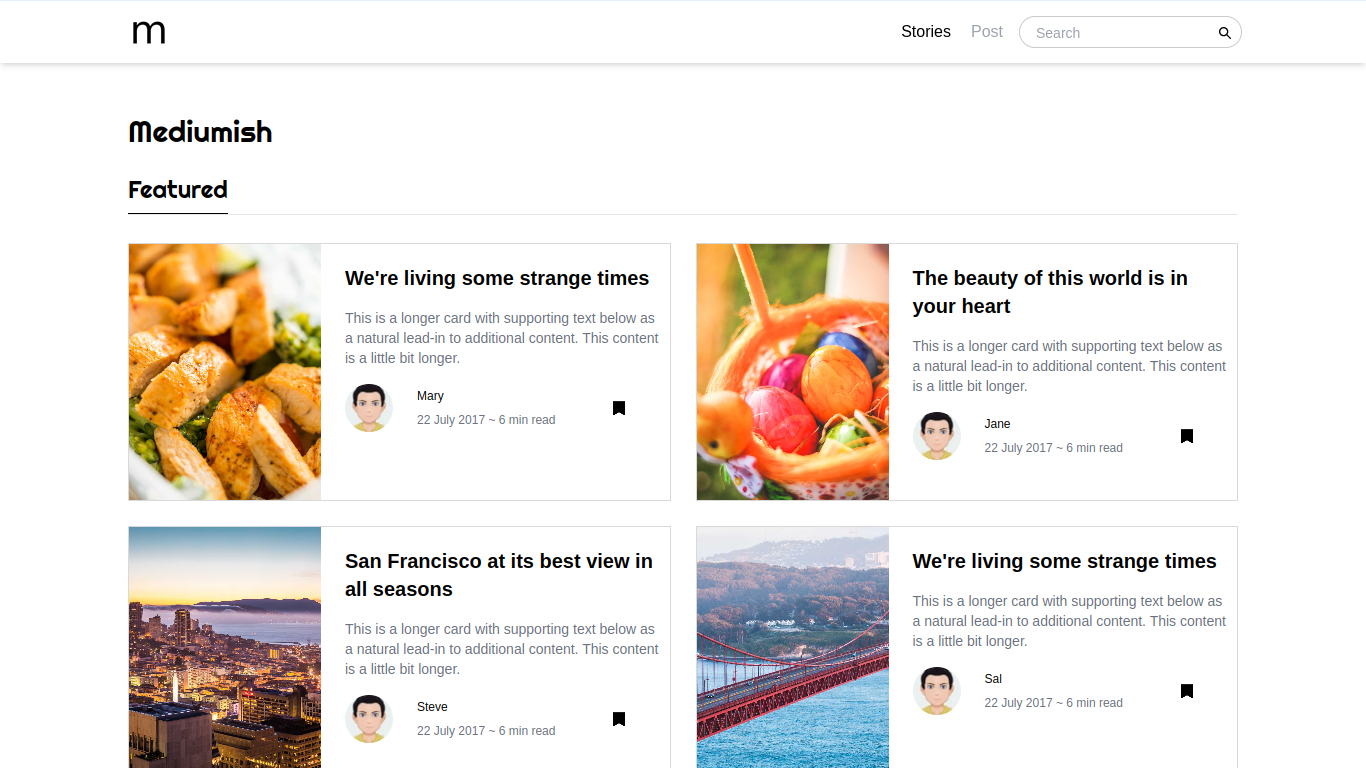 m
Stories
Post
Search
Mediumish
Featured
We're living some strange times
This is a longer card with supporting text below as
a natural lead-in to additional content. This content
is a little bit longer.
Mary
22 July 2017 ~ 6 min read
The beauty of this world is in
your heart
This is a longer card with supporting text below as
a natural lead-in to additional content. This content
is a little bit longer.
Jane
22 July 2017 ~ 6 min read
San Francisco at its best view in
all seasons
This is a longer card with supporting text below as
a natural lead-in to additional content. This content
is a little bit longer.
Steve
22 July 2017 ~ 6 min read
We're living some strange times
This is a longer card with supporting text below as
a natural lead-in to additional content. This content
is a little bit longer.
Sal
22 July 2017 ~ 6 min read